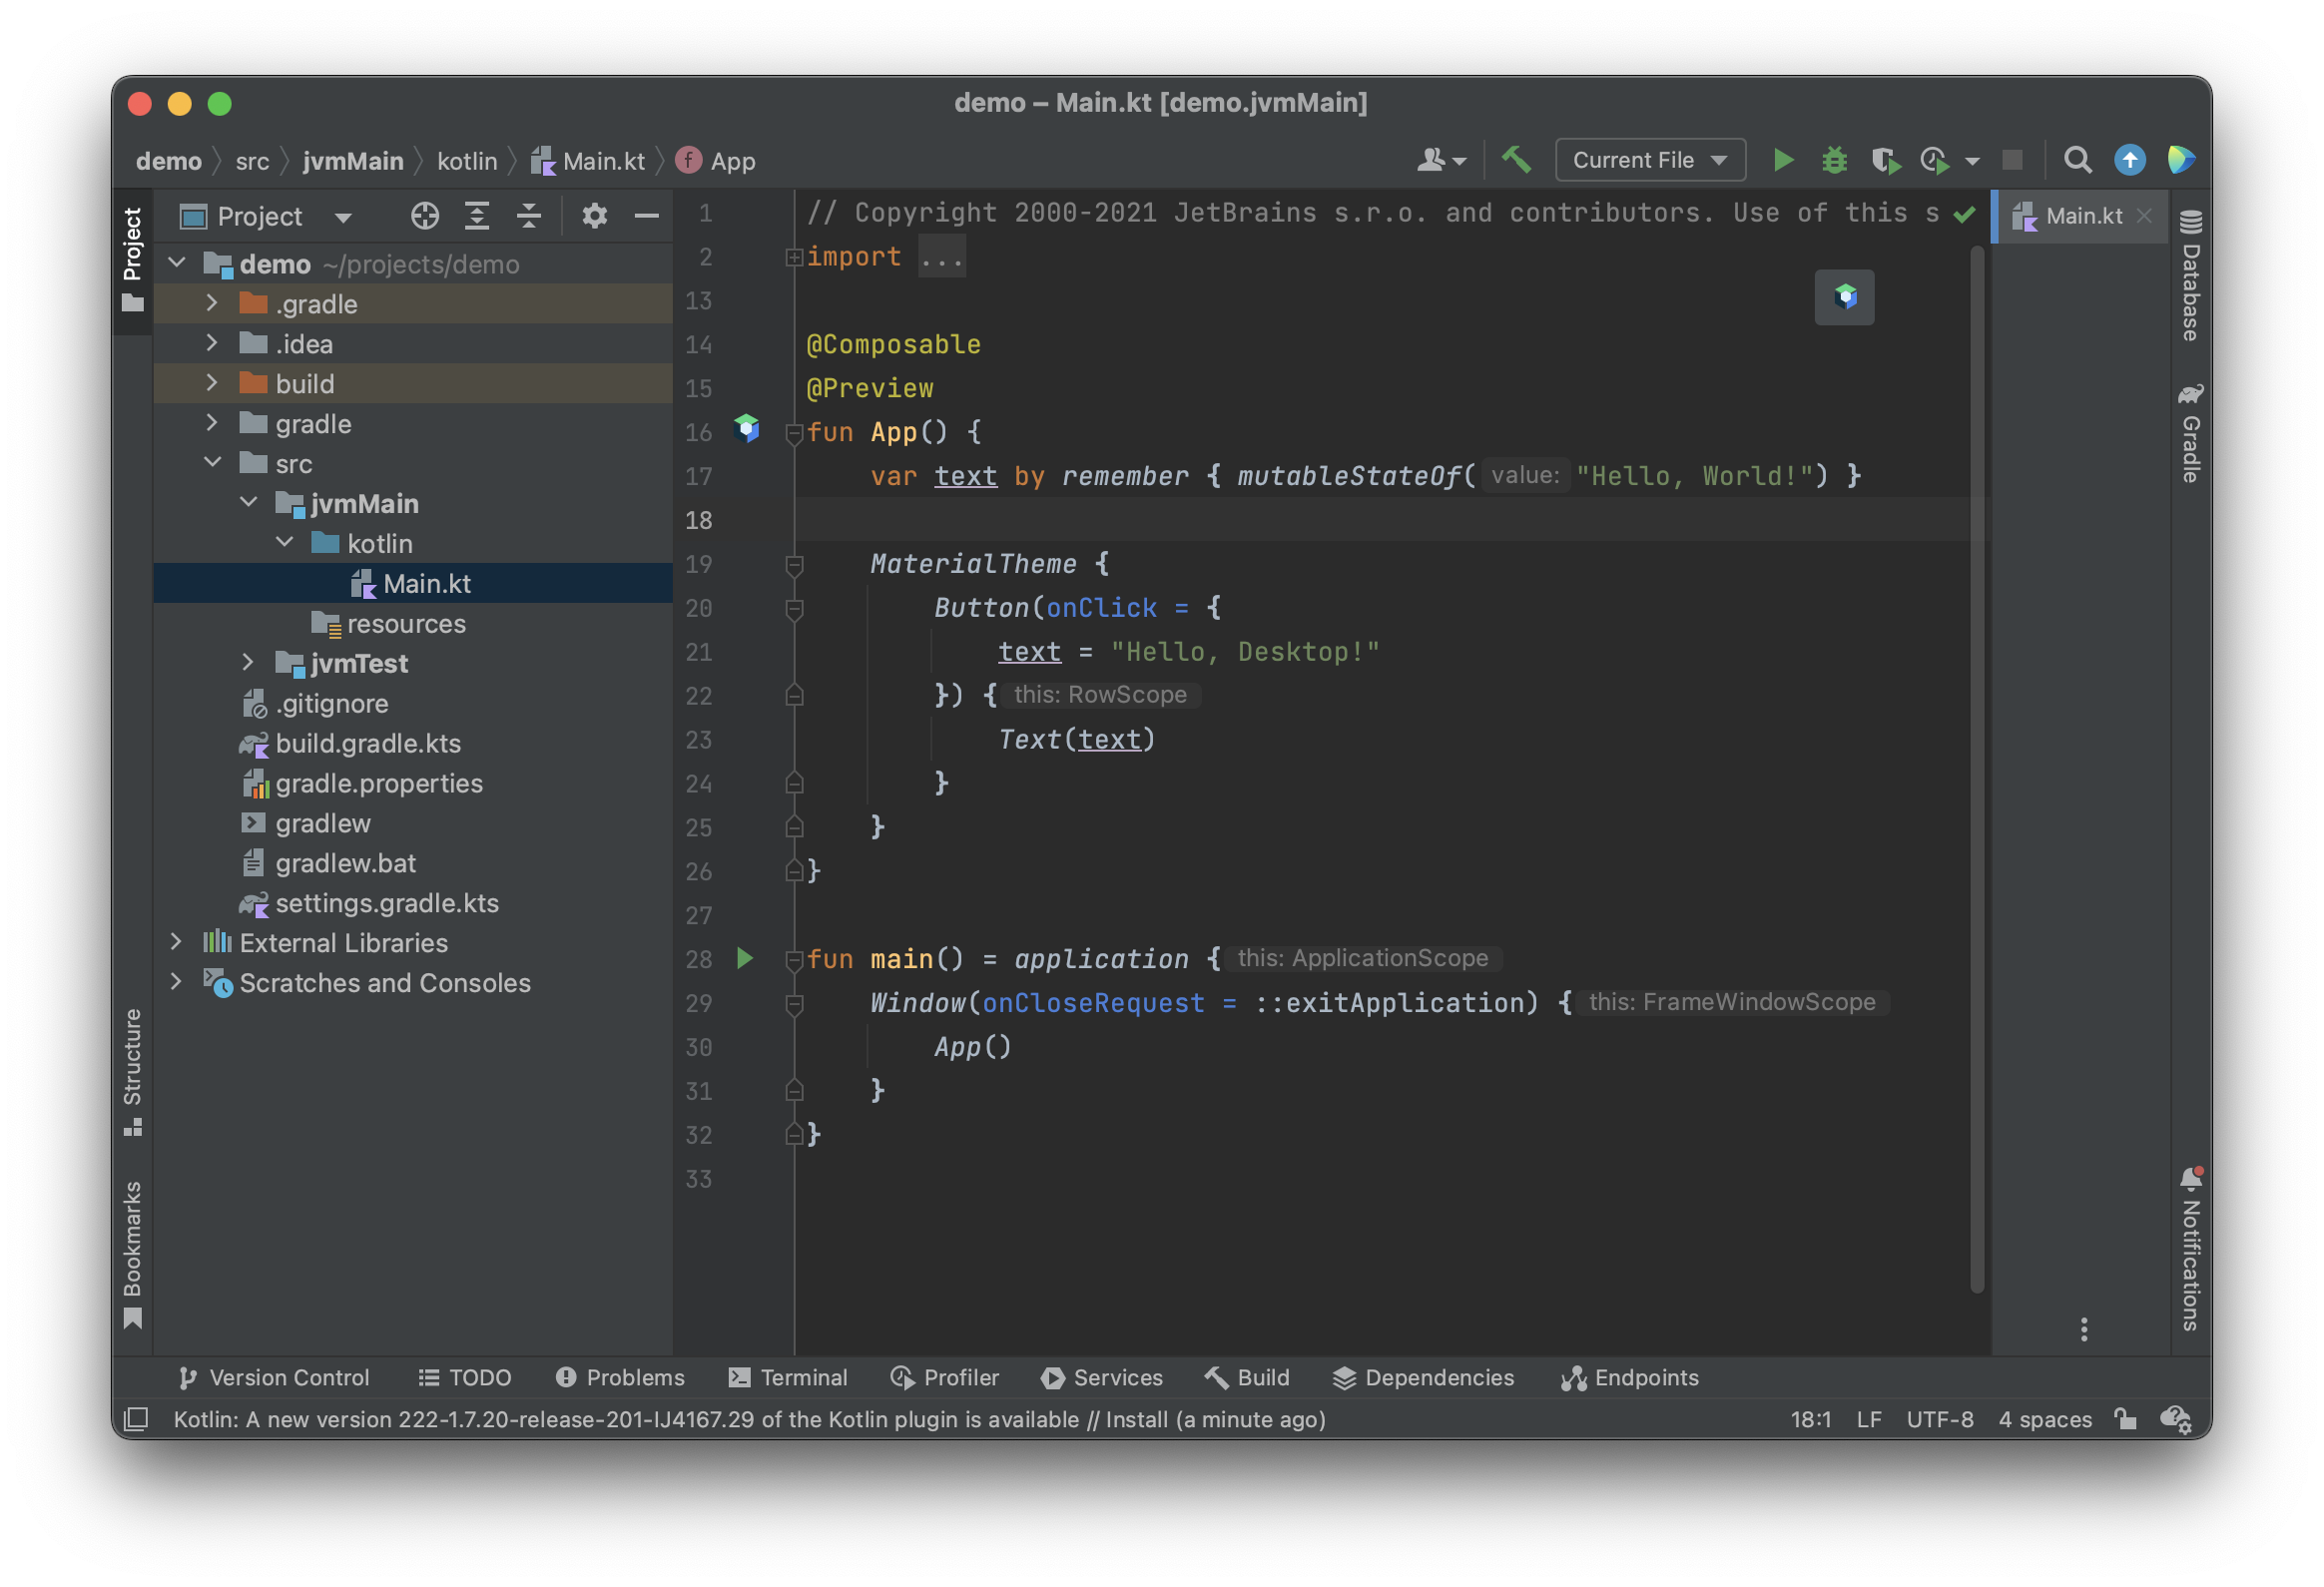 demo – Main.kt [demo.jvmMain]
demo src jvmMain kotlin Main.kt f App
Current File
Project
Project
demo ~/projects/demo
.gradle
.idea
build
gradle
src
jvmMain
kotlin
Main.kt
resources
jvmTest
.gitignore
build.gradle.kts
gradle.properties
gradlew
gradlew.bat
settings.gradle.kts
External Libraries
Scratches and Consoles
Structure
Bookmarks
1 // Copyright 2000-2021 JetBrains s.r.o. and contributors. Use of this s
2 import ...
13
14 @Composable
15 @Preview
16 fun App() {
17 var text by remember { mutableStateOf( value: "Hello, World!") }
18
19 MaterialTheme {
20 Button(onClick = {
21 text = "Hello, Desktop!"
22 }) { this: RowScope
23 Text(text)
24 }
25 }
26 }
27
28 fun main() = application { this: ApplicationScope
29 Window(onCloseRequest = ::exitApplication) { this: FrameWindowScope
30 App()
31 }
32 }
33
Main.kt
Database
Gradle
Notifications
Version Control TODO Problems Terminal Profiler Services Build Dependencies Endpoints
Kotlin: A new version 222-1.7.20-release-201-IJ4167.29 of the Kotlin plugin is available // Install (a minute ago)
18:1 LF UTF-8 4 spaces